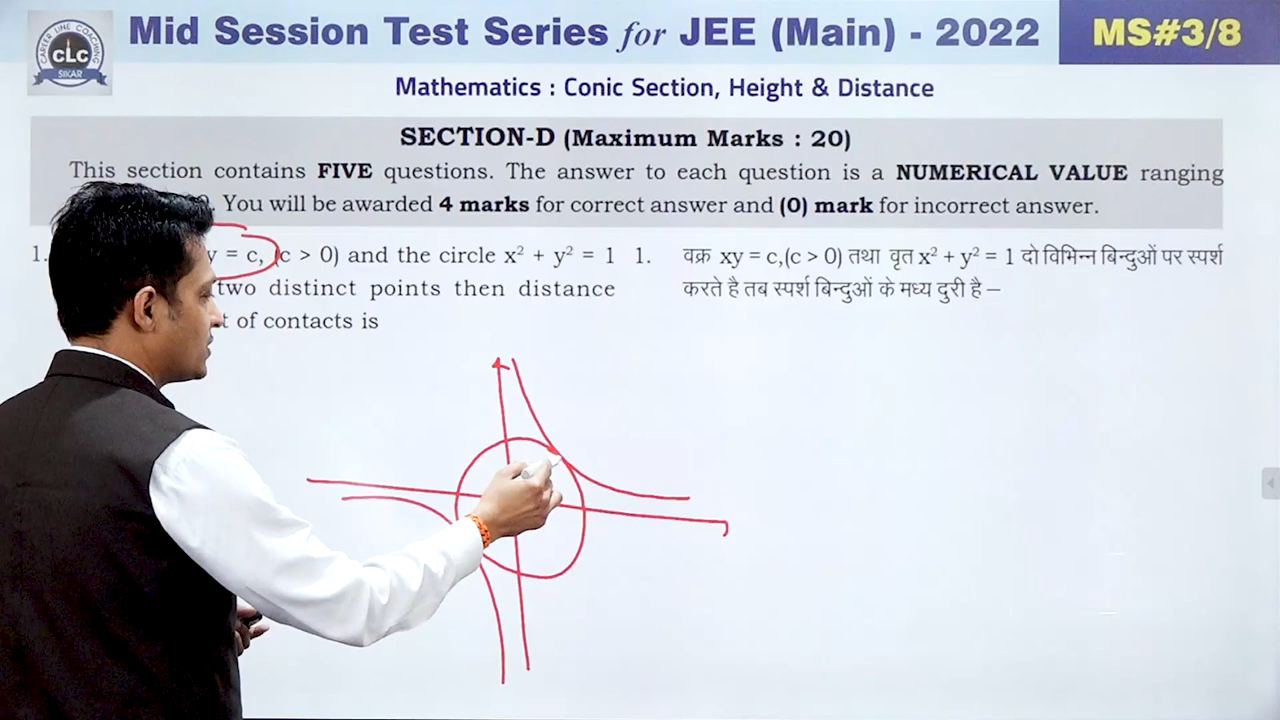 CAREER LINE COACHING
CLC
SIKAR
Mid Session Test Series for JEE (Main) - 2022
MS#3/8
Mathematics : Conic Section, Height & Distance
SECTION-D (Maximum Marks : 20)
This section contains FIVE questions. The answer to each question is a NUMERICAL VALUE ranging
You will be awarded 4 marks for correct answer and (0) mark for incorrect answer.
1. y = c, (c > 0) and the circle x² + y² = 1
two distinct points then distance
of contacts is
1. वक्र xy = c,(c > 0) तथा वृत x² + y² = 1 दो विभिन्न बिन्दुओं पर स्पर्श
करते है तब स्पर्श बिन्दुओं के मध्य दुरी है –